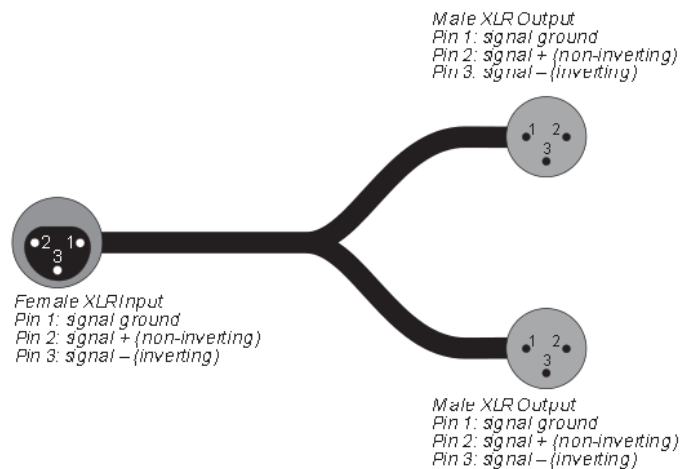 Male XLR Output
Pin 1: signal ground
Pin 2: signal + (non-inverting)
Pin 3: signal – (inverting)
1 2
3
2 1
3
Female XLR Input
Pin 1: signal ground
Pin 2: signal + (non-inverting)
Pin 3: signal – (inverting)
1 2
3
Male XLR Output
Pin 1: signal ground
Pin 2: signal + (non-inverting)
Pin 3: signal – (inverting)